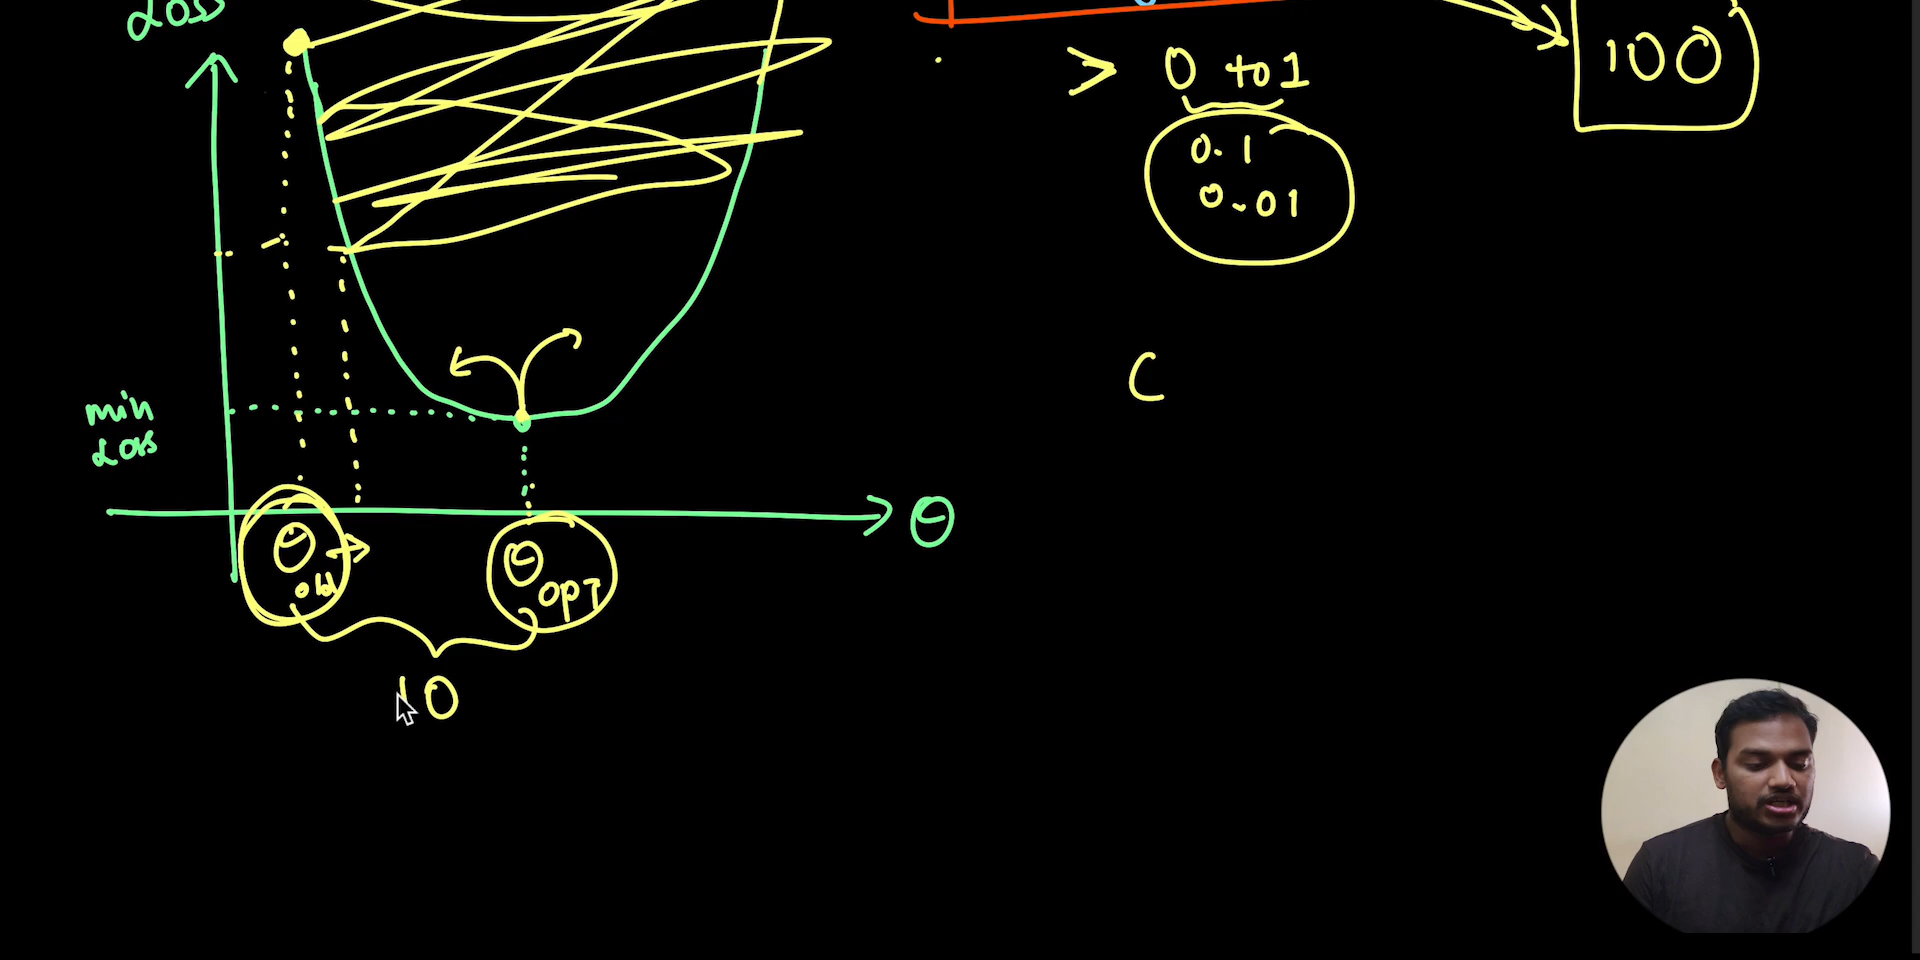 Loss
> 0 to 1
100
0.1
0.01
C
min
Loss
θ
θ old
θ opt
10